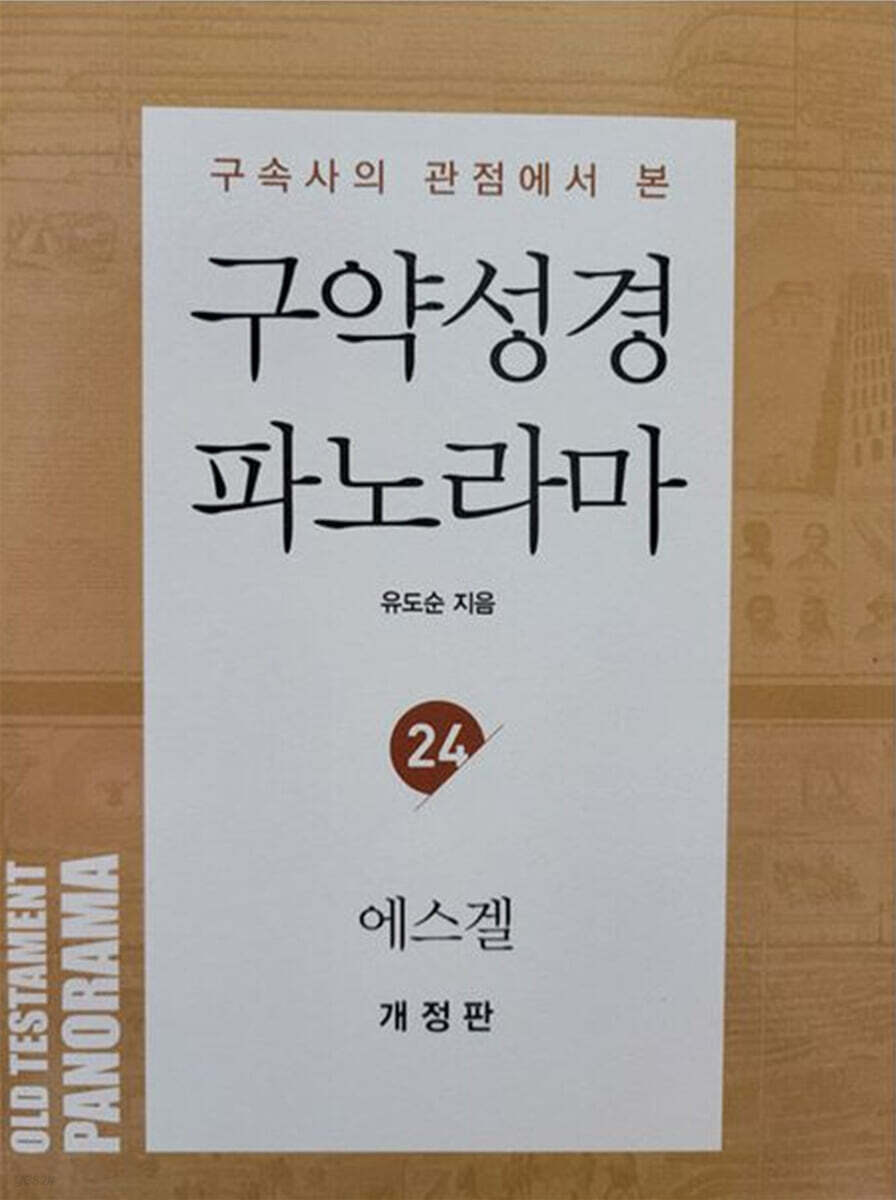 구속사의 관점에서 본
구약성경
파노라마
유도순 지음
24
에스겔
개정판
OLD TESTAMENT
PANORAMA